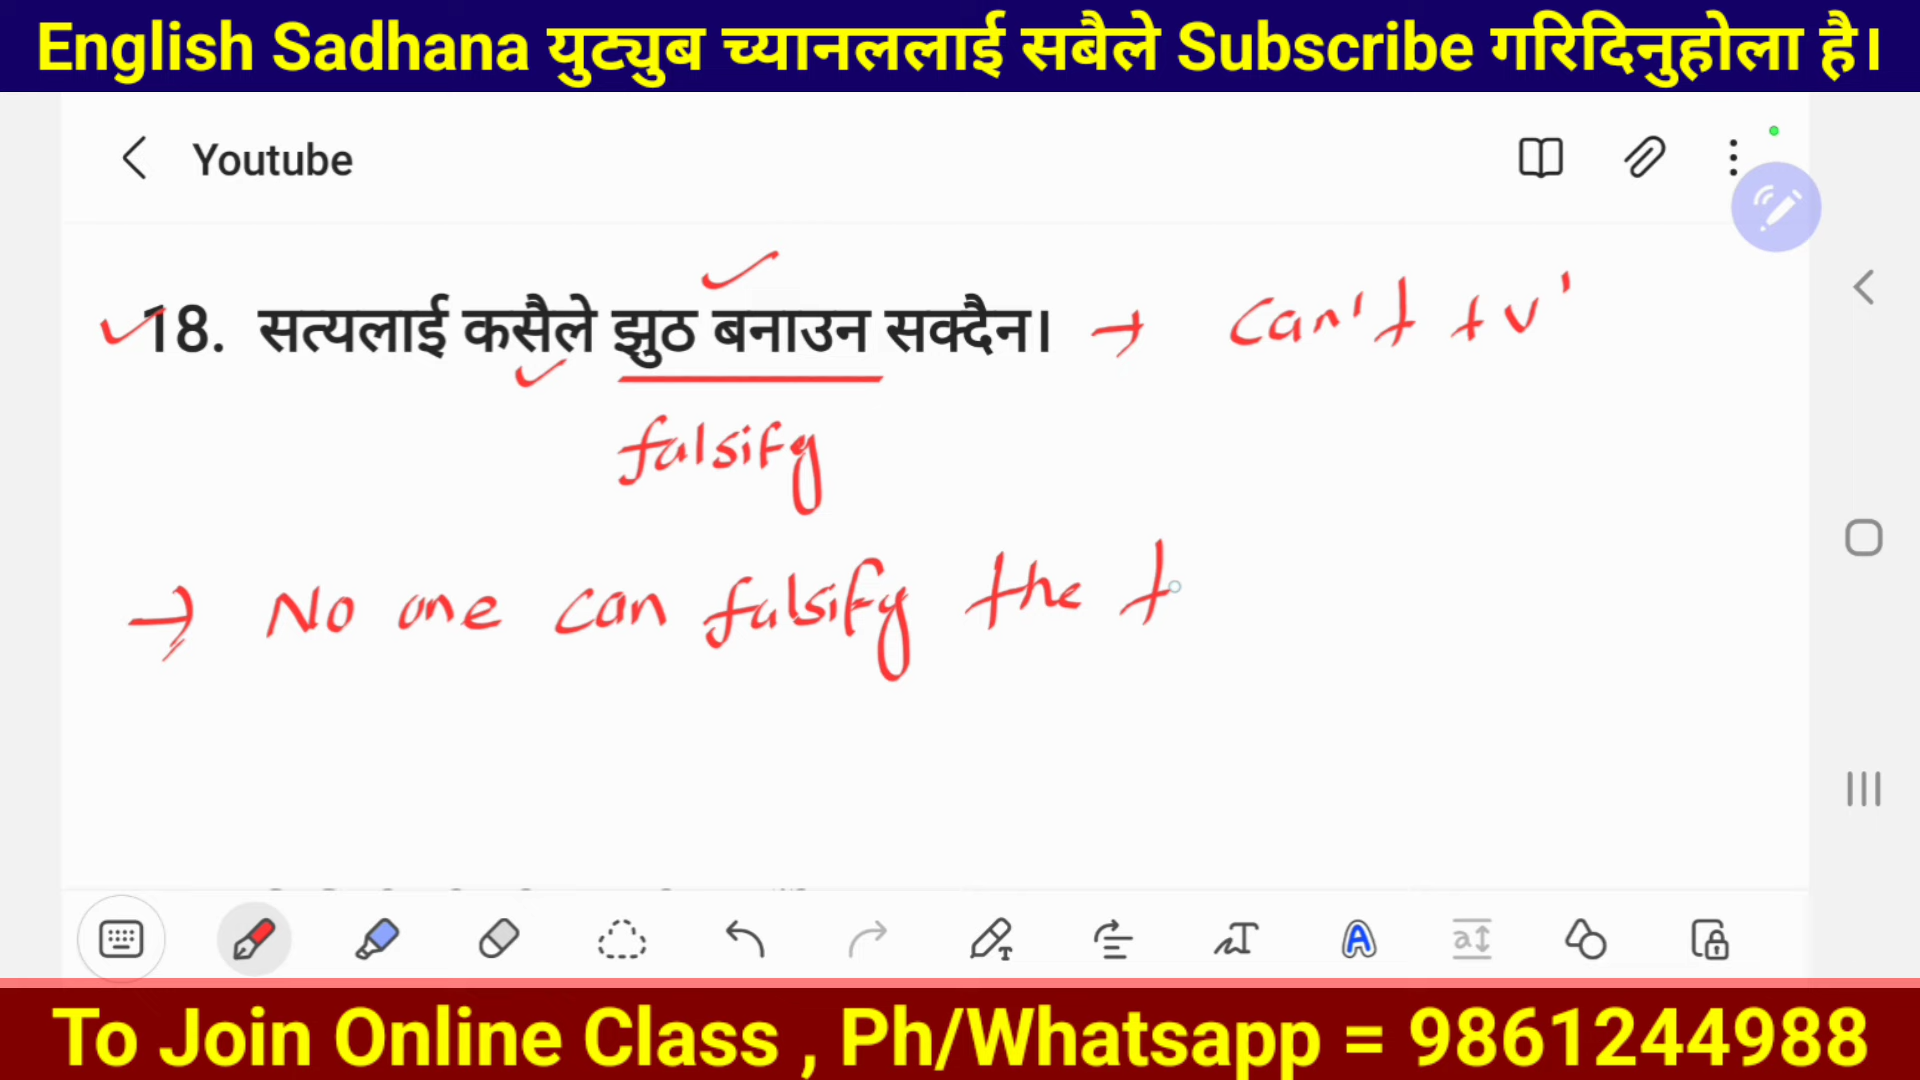 English Sadhana युट्युब च्यानललाई सबैले Subscribe गरिदिनुहोला है।
Youtube
18. सत्यलाई कसैले झुठ बनाउन सक्दैन। → can't + v'
falsify
→ No one can falsify the t
To Join Online Class , Ph/Whatsapp = 9861244988